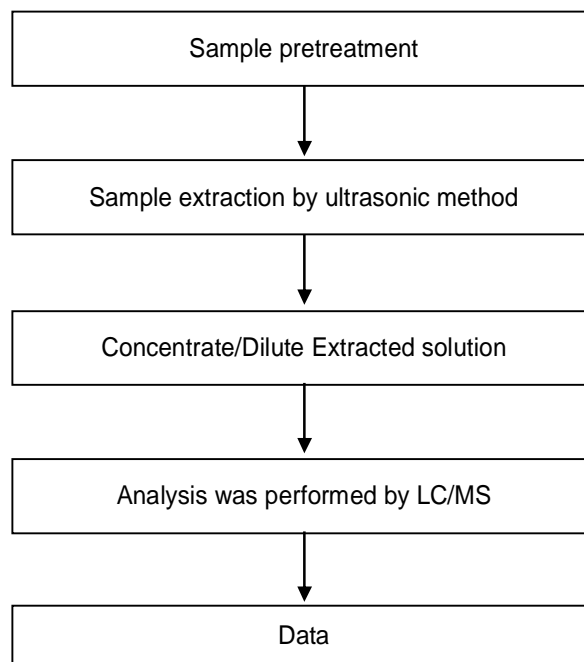 Sample pretreatment
Sample extraction by ultrasonic method
Concentrate/Dilute Extracted solution
Analysis was performed by LC/MS
Data